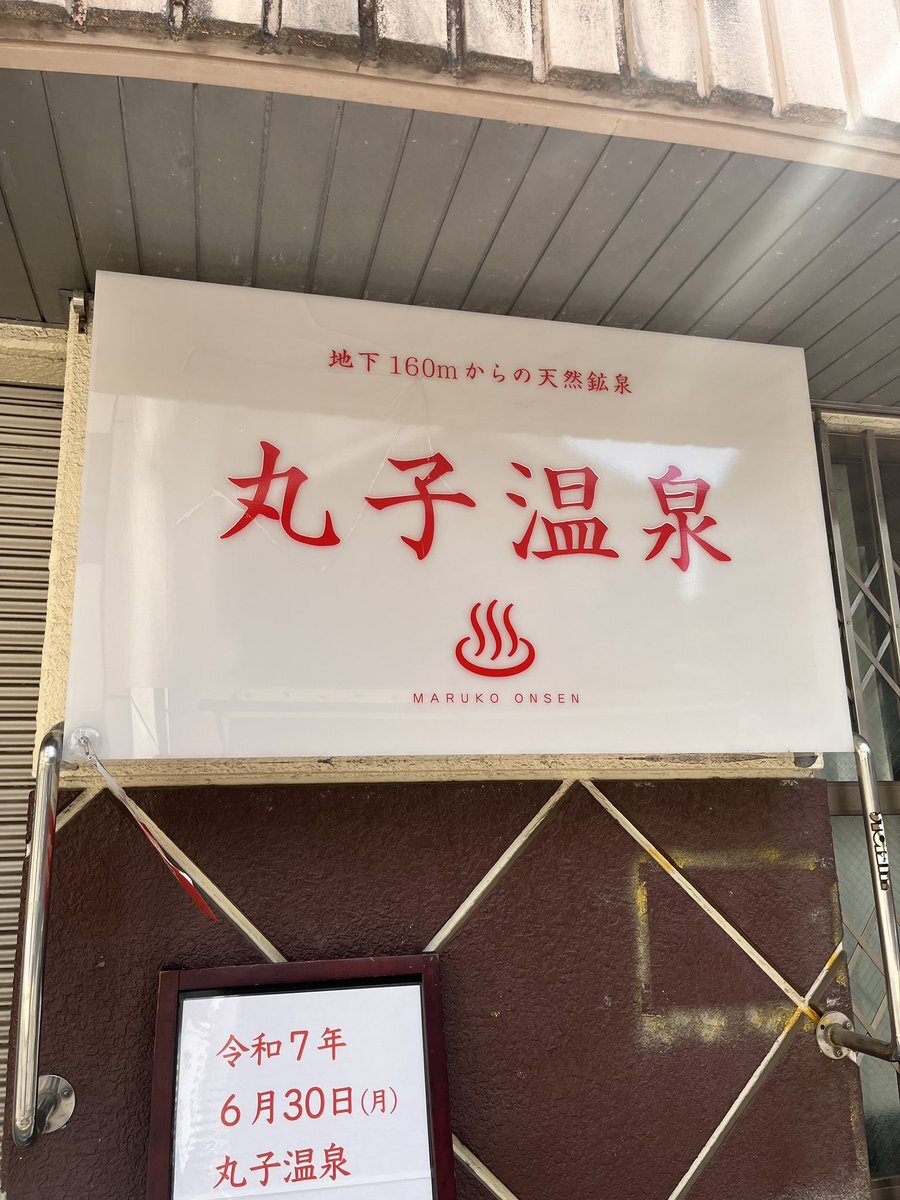 地下160mからの天然鉱泉
丸子温泉
MARUKO ONSEN
令和7年
6月30日(月)
丸子温泉